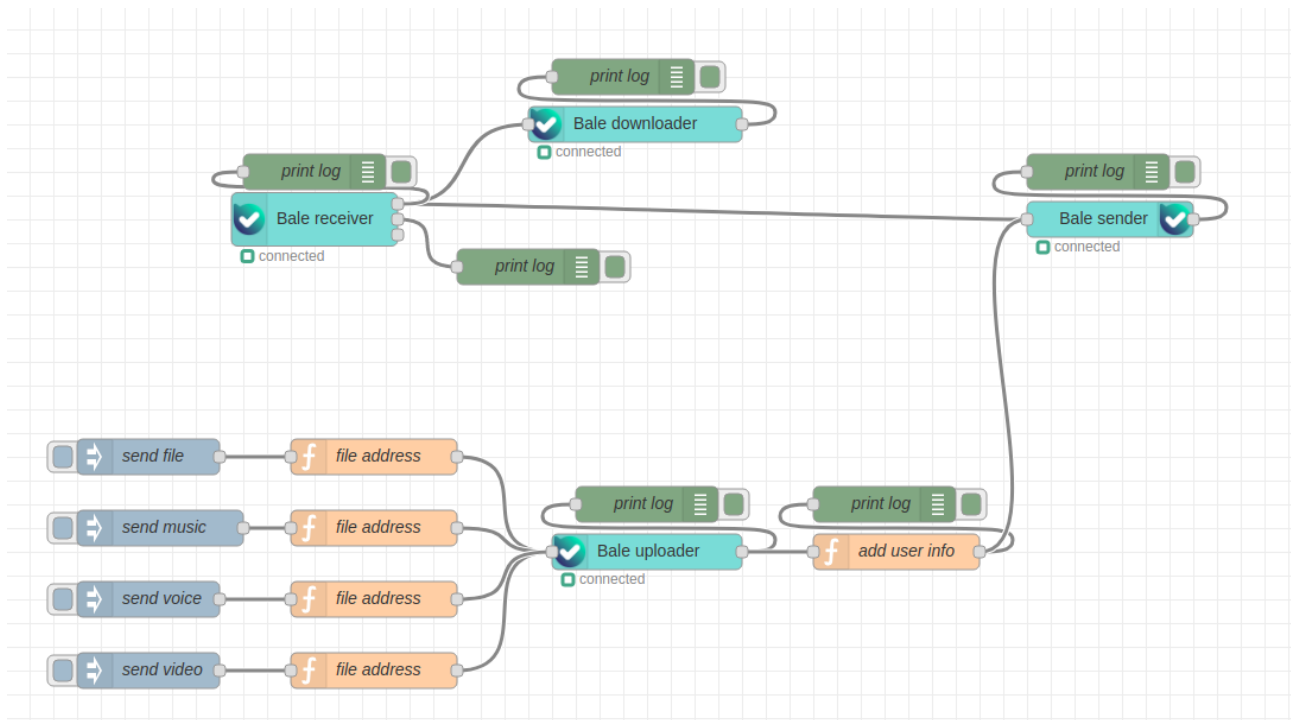 print log
Bale downloader
connected
print log
print log
Bale receiver
Bale sender
connected
connected
print log
send file
file address
print log
print log
send music
file address
Bale uploader
add user info
connected
send voice
file address
send video
file address